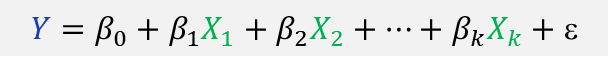 Y = β₀ + β₁X₁ + β₂X₂ + ⋯ + βₖXₖ + ε